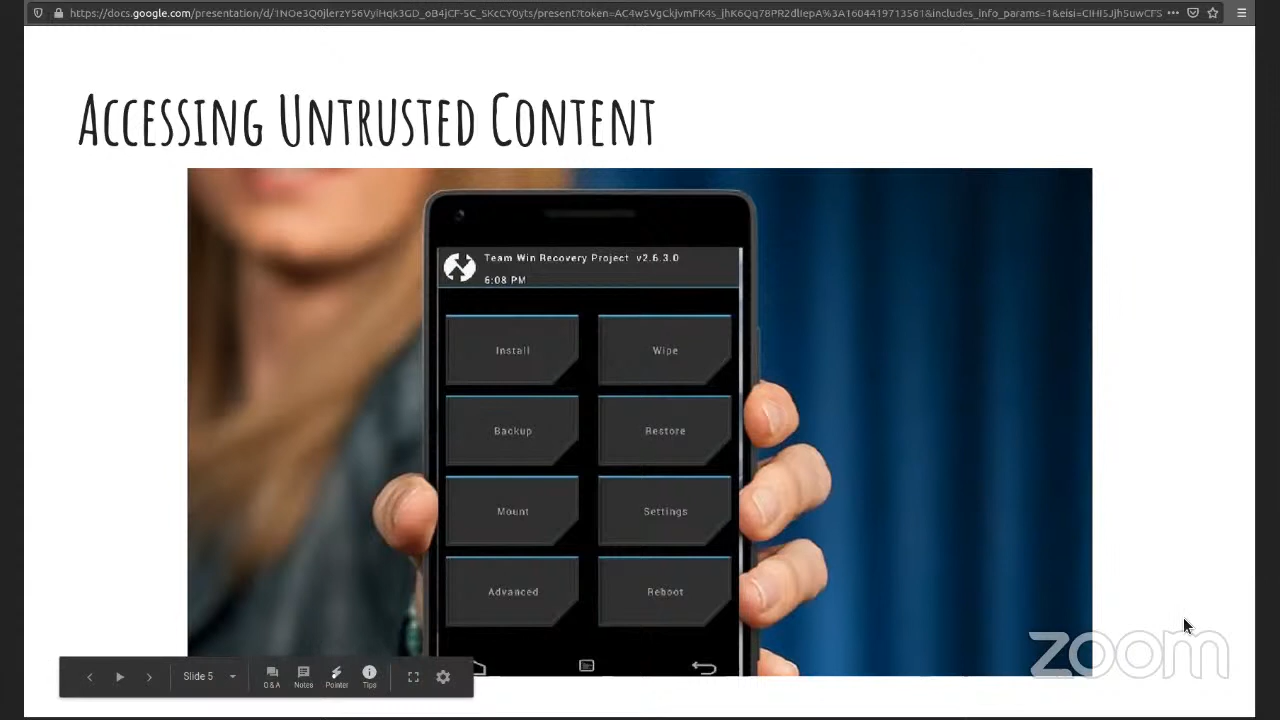 ACCESSING UNTRUSTED CONTENT
Team Win Recovery Project v2.6.3.0
6:08 PM
Install
Wipe
Backup
Restore
Mount
Settings
Advanced
Reboot
Slide 5
Q&A
Notes
Pointer
Tips
zoom